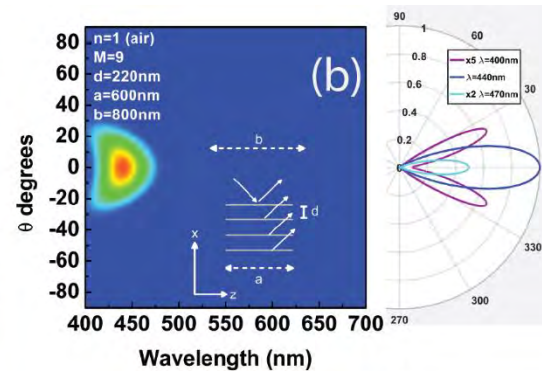 n=1 (air)
M=9
d=220nm
a=600nm
b=800nm
(b)
b
d
x
z
a
θ degrees
80
60
40
20
0
-20
-40
-60
-80
400 450 500 550 600 650 700
Wavelength (nm)
90
1
60
0.8
x5 λ=400nm
λ=440nm
x2 λ=470nm
0.6
0.4
30
0.2
0
0
330
300
270